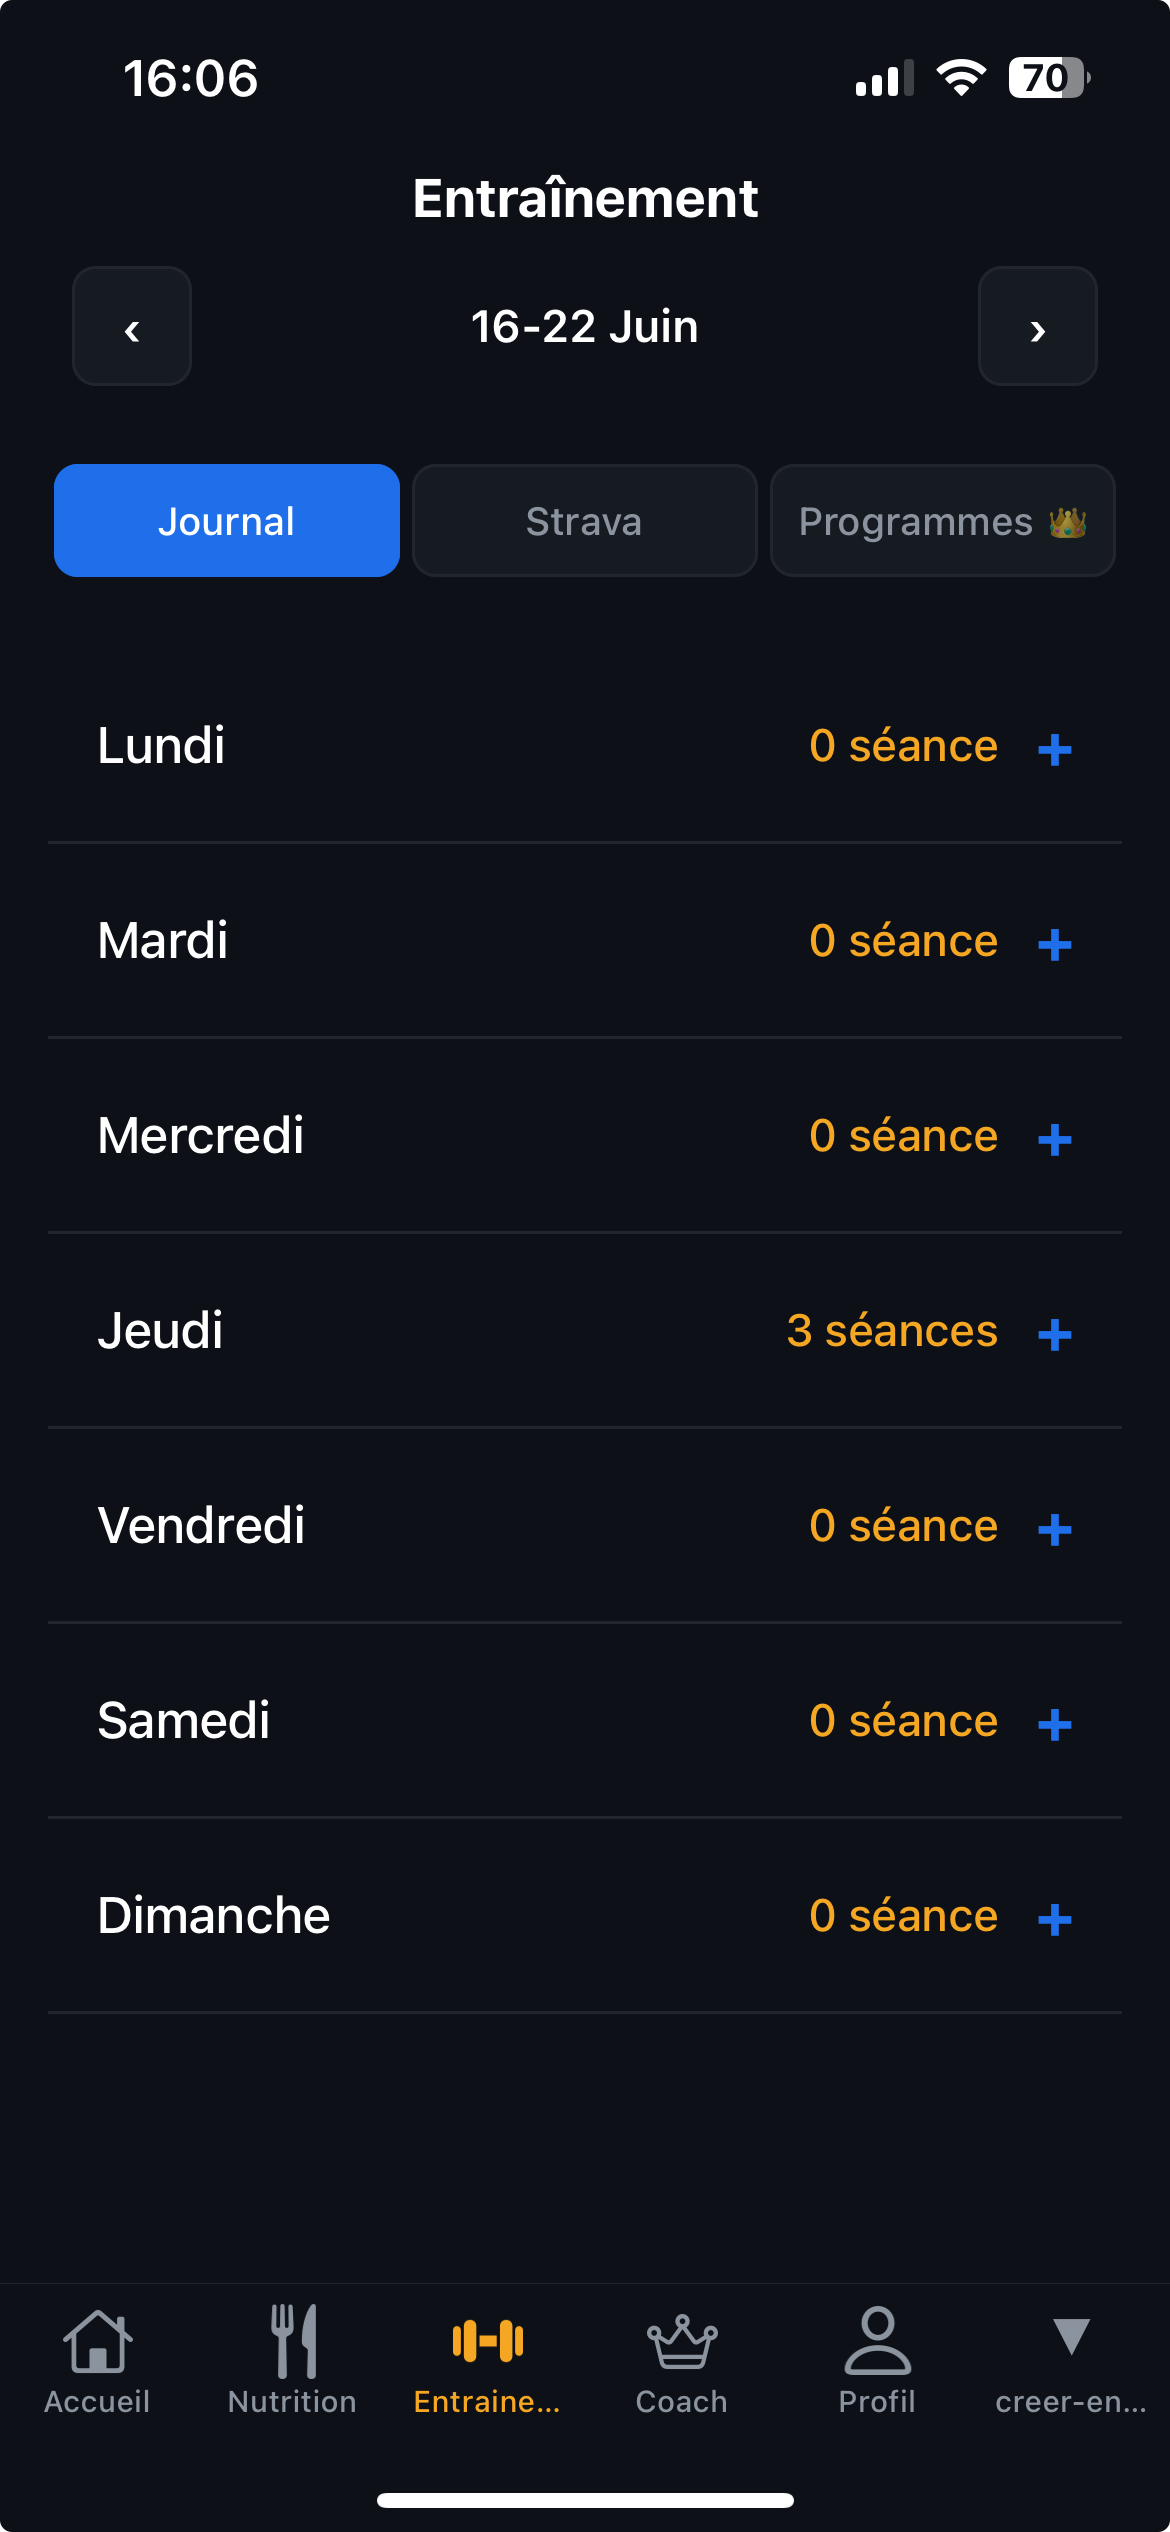 16:06
70
Entraînement
‹ 16-22 Juin ›
Journal Strava Programmes 👑
Lundi 0 séance +
Mardi 0 séance +
Mercredi 0 séance +
Jeudi 3 séances +
Vendredi 0 séance +
Samedi 0 séance +
Dimanche 0 séance +
Accueil Nutrition Entraine... Coach Profil creer-en...